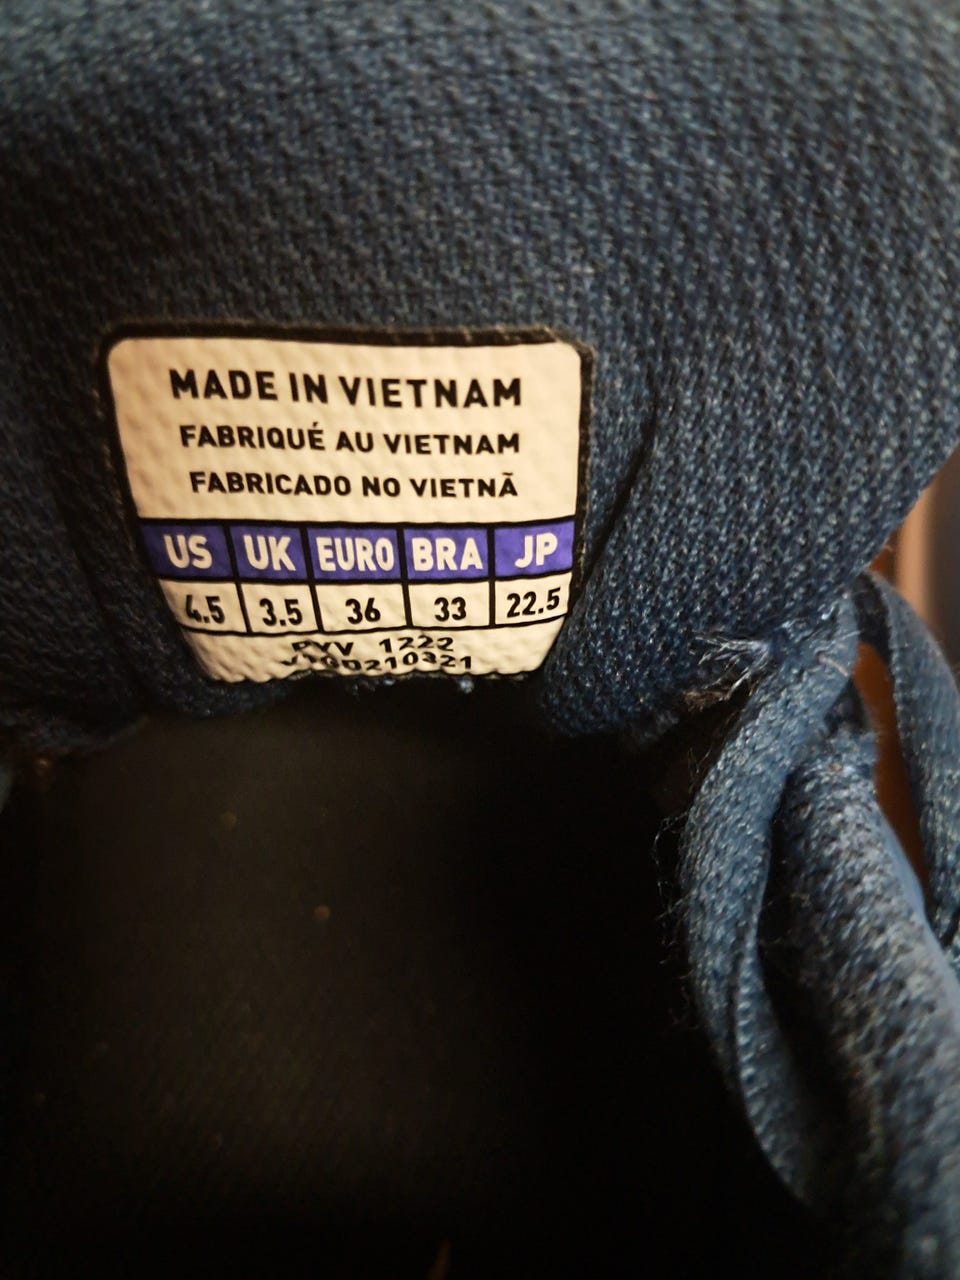 MADE IN VIETNAM
FABRIQUÉ AU VIETNAM
FABRICADO NO VIETNÃ
US UK EURO BRA JP
4.5 3.5 36 33 22.5
1222